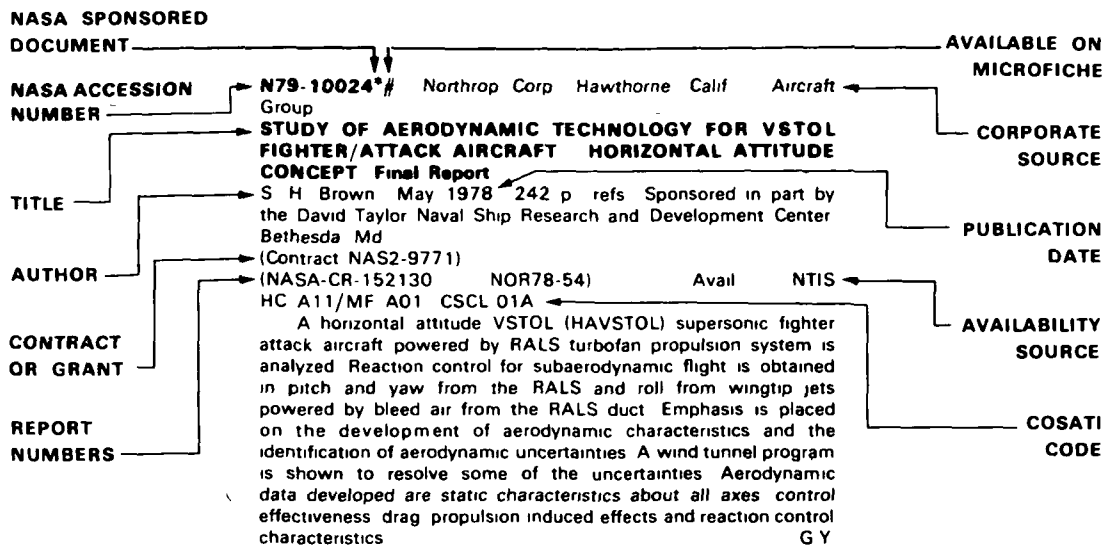 NASA SPONSORED
DOCUMENT
AVAILABLE ON
MICROFICHE
NASA ACCESSION
NUMBER
N79-10024*# Northrop Corp Hawthorne Calif Aircraft
Group
CORPORATE
SOURCE
STUDY OF AERODYNAMIC TECHNOLOGY FOR VSTOL
FIGHTER/ATTACK AIRCRAFT HORIZONTAL ATTITUDE
CONCEPT Final Report
TITLE
S H Brown May 1978 242 p refs Sponsored in part by
the David Taylor Naval Ship Research and Development Center
Bethesda Md
PUBLICATION
DATE
AUTHOR
(Contract NAS2-9771)
(NASA-CR-152130 NOR78-54) Avail NTIS
HC A11/MF A01 CSCL 01A
AVAILABILITY
SOURCE
CONTRACT
OR GRANT
A horizontal attitude VSTOL (HAVSTOL) supersonic fighter
attack aircraft powered by RALS turbofan propulsion system is
analyzed Reaction control for subaerodynamic flight is obtained
in pitch and yaw from the RALS and roll from wingtip jets
powered by bleed air from the RALS duct Emphasis is placed
on the development of aerodynamic characteristics and the
identification of aerodynamic uncertainties A wind tunnel program
is shown to resolve some of the uncertainties Aerodynamic
data developed are static characteristics about all axes control
effectiveness drag propulsion induced effects and reaction control
characteristics G Y
REPORT
NUMBERS
COSATI
CODE